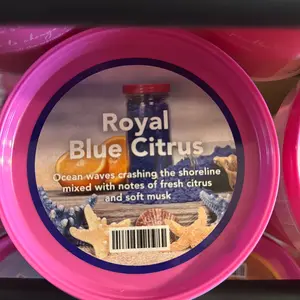 Royal
Blue Citrus
Ocean waves crashing the shoreline
mixed with notes of fresh citrus
and soft musk